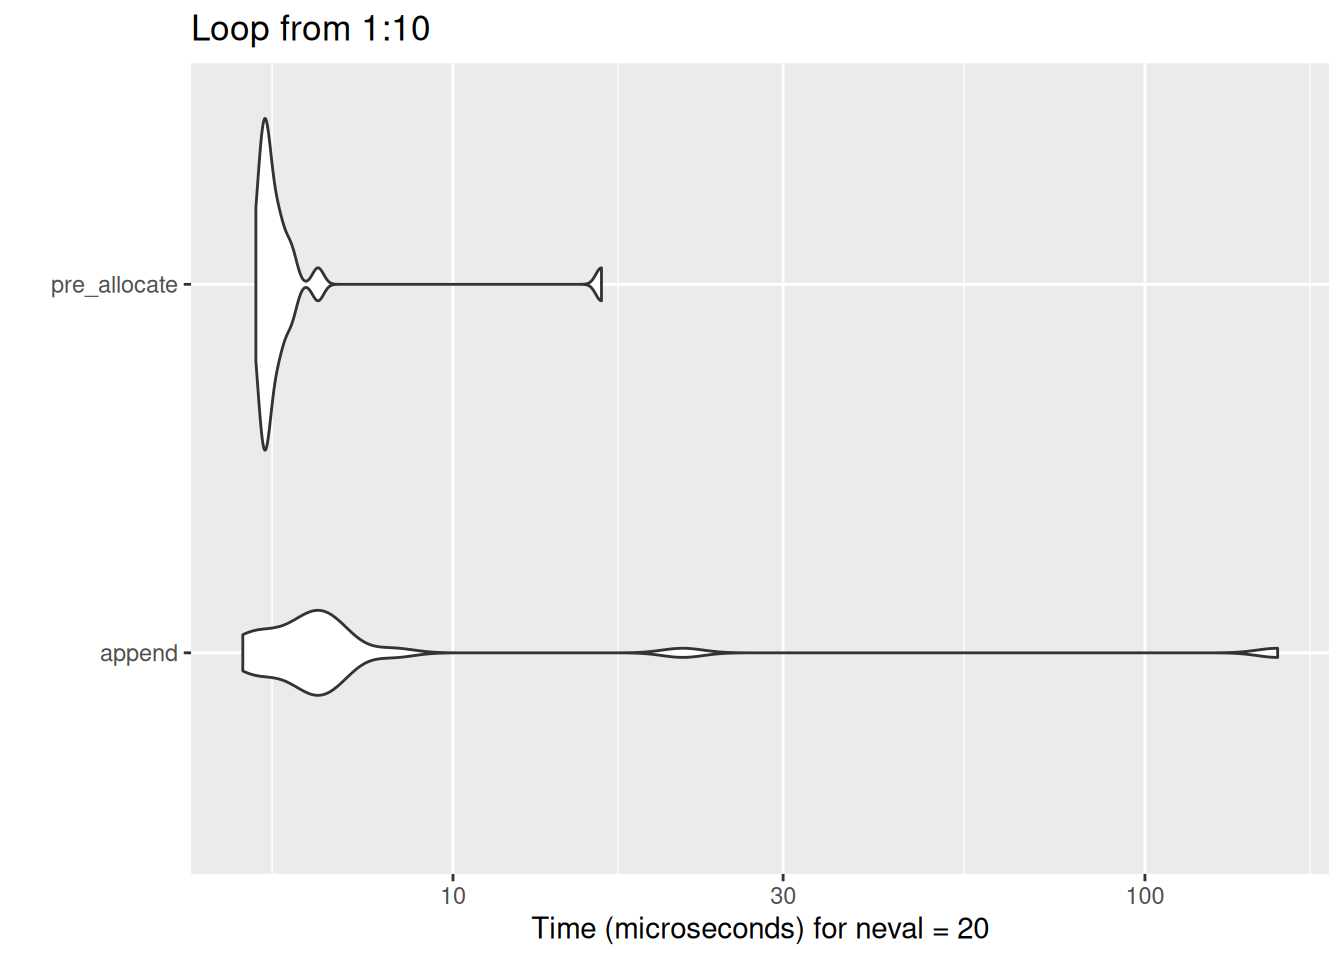 Loop from 1:10
pre_allocate
append
10
30
100
Time (microseconds) for neval = 20